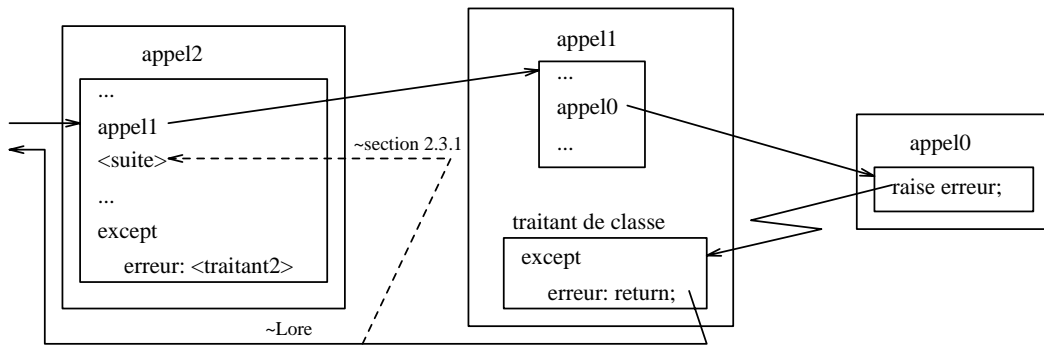 appel2
...
appel1
<suite>
...
except
erreur: <traitant2>
~section 2.3.1
~Lore
appel1
...
appel0
...
traitant de classe
except
erreur: return;
appel0
raise erreur;